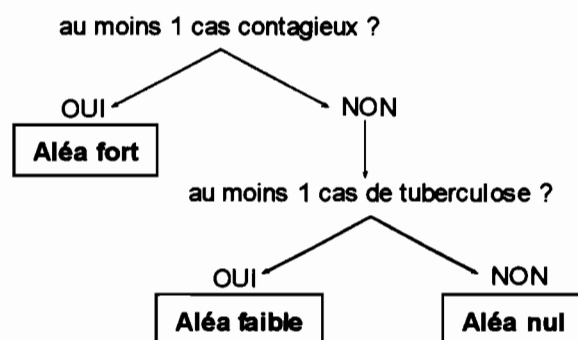 au moins 1 cas contagieux ?
OUI
NON
Aléa fort
au moins 1 cas de tuberculose ?
OUI
NON
Aléa faible
Aléa nul